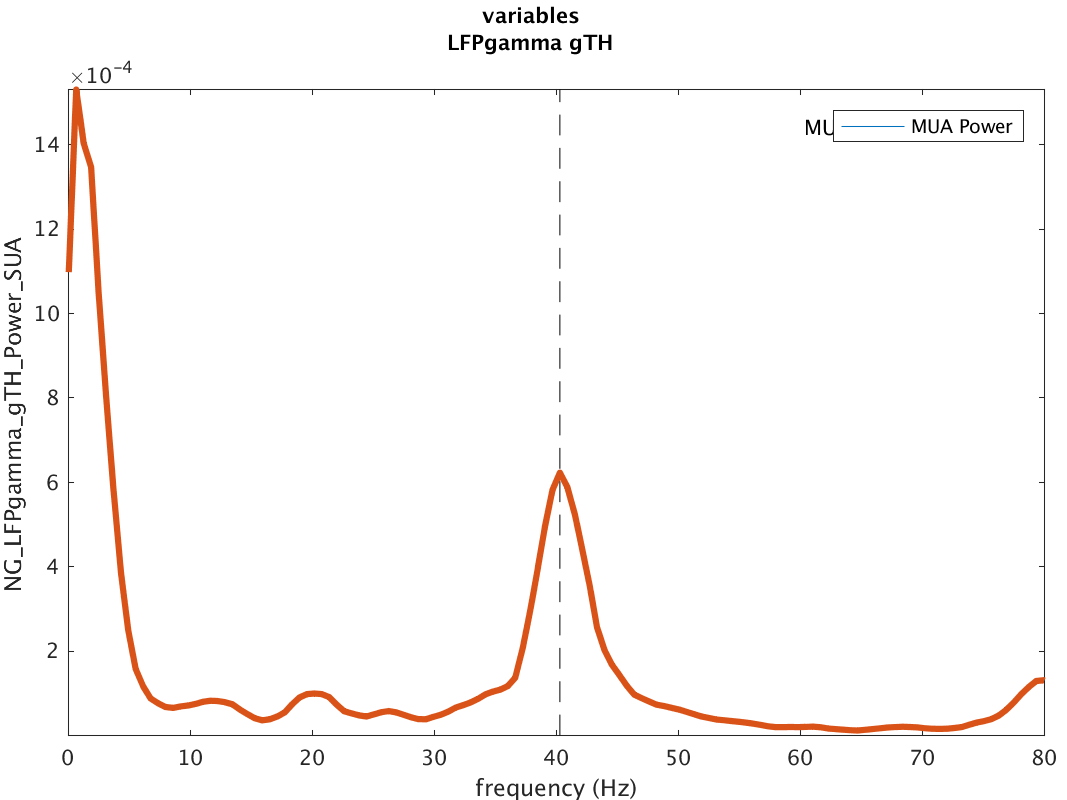 variables
LFPgamma gTH
×10⁻⁴
MUA Power
14
12
10
8
6
4
2
NG_LFPgamma_gTH_Power_SUA
0 10 20 30 40 50 60 70 80
frequency (Hz)